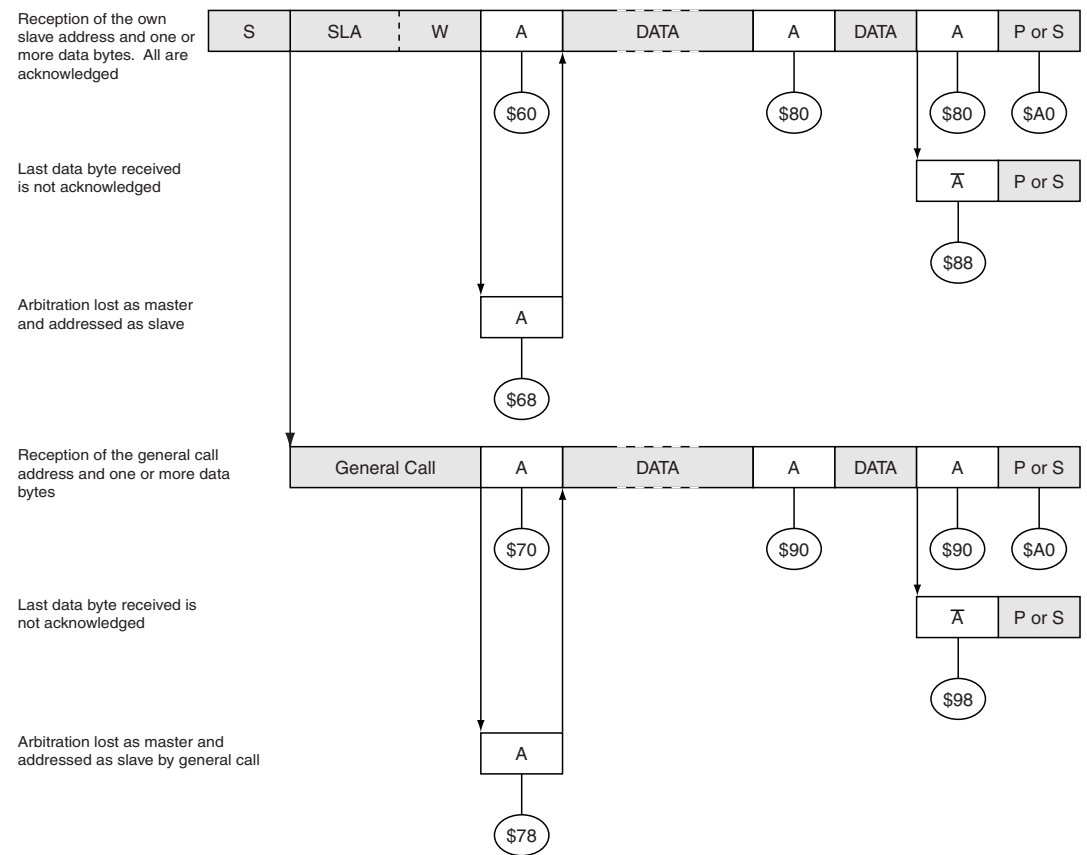 Reception of the own
slave address and one or
more data bytes. All are
acknowledged
S SLA W A DATA A DATA A P or S
$60 $80 $80 $A0
Last data byte received
is not acknowledged
A̅ P or S
$88
Arbitration lost as master
and addressed as slave
A
$68
Reception of the general call
address and one or more data
bytes
General Call A DATA A DATA A P or S
$70 $90 $90 $A0
Last data byte received is
not acknowledged
A̅ P or S
$98
Arbitration lost as master and
addressed as slave by general call
A
$78